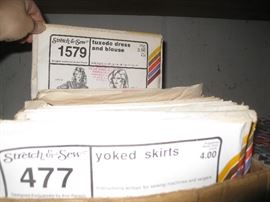 Stretch & Sew
1579
tuxedo dress
and blouse
Stretch & Sew
477
yoked skirts
4.00